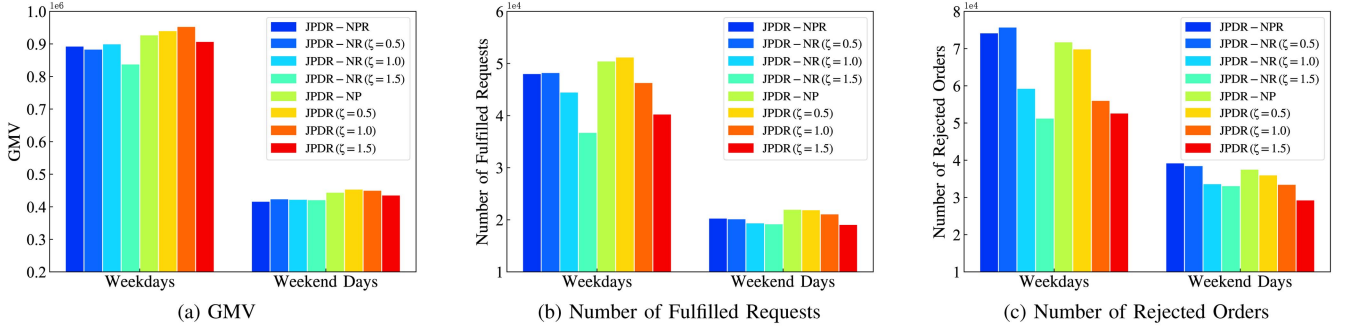 1e6
1.0
0.9
0.8
0.7
0.6
0.5
0.4
0.3
0.2
GMV
JPDR−NPR
JPDR−NR(ζ=0.5)
JPDR−NR(ζ=1.0)
JPDR−NR(ζ=1.5)
JPDR−NP
JPDR(ζ=0.5)
JPDR(ζ=1.0)
JPDR(ζ=1.5)
Weekdays Weekend Days
(a) GMV
1e4
6
5
4
3
2
1
Number of Fulfilled Requests
JPDR−NPR
JPDR−NR(ζ=0.5)
JPDR−NR(ζ=1.0)
JPDR−NR(ζ=1.5)
JPDR−NP
JPDR(ζ=0.5)
JPDR(ζ=1.0)
JPDR(ζ=1.5)
Weekdays Weekend Days
(b) Number of Fulfilled Requests
1e4
8
7
6
5
4
3
2
1
Number of Rejected Orders
JPDR−NPR
JPDR−NR(ζ=0.5)
JPDR−NR(ζ=1.0)
JPDR−NR(ζ=1.5)
JPDR−NP
JPDR(ζ=0.5)
JPDR(ζ=1.0)
JPDR(ζ=1.5)
Weekdays Weekend Days
(c) Number of Rejected Orders